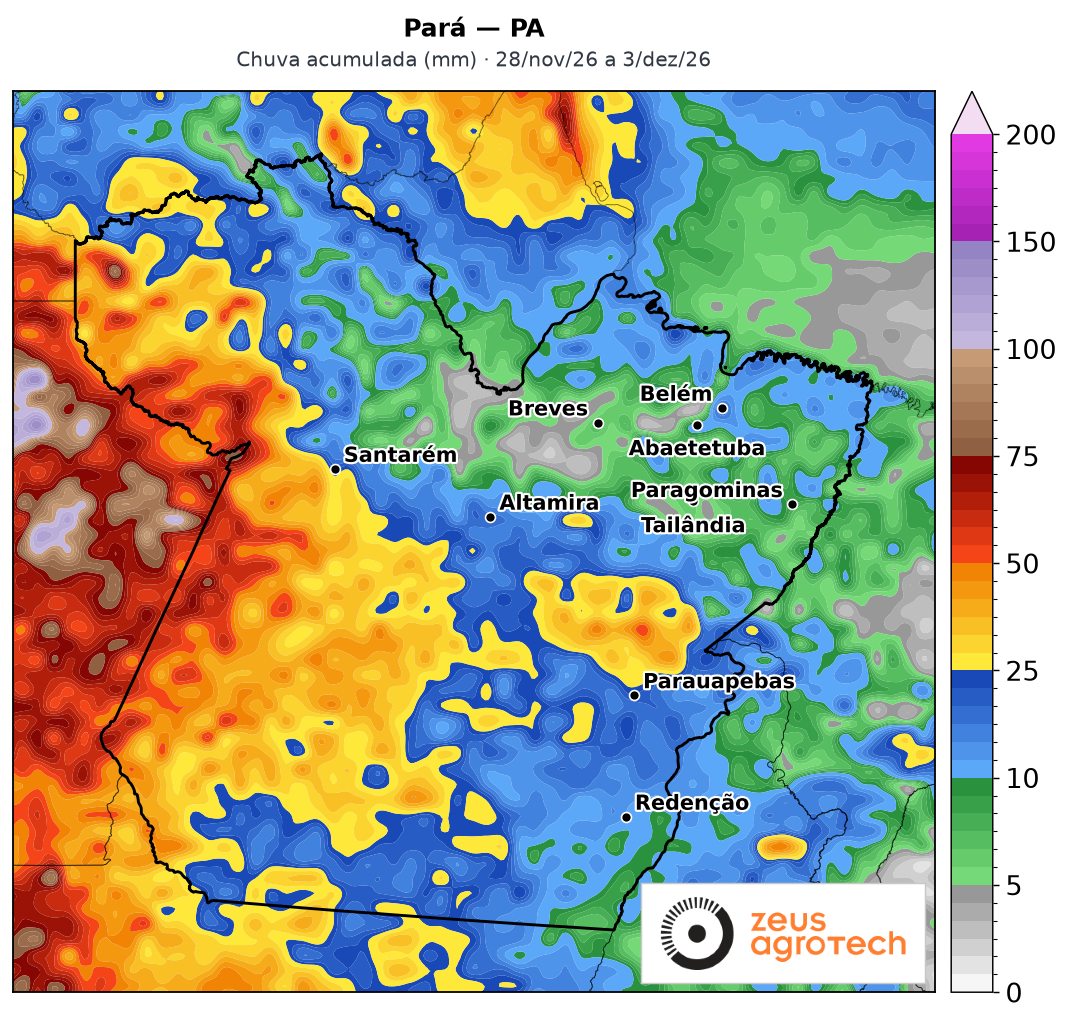 Pará — PA
Chuva acumulada (mm) · 28/nov/26 a 3/dez/26
200
150
100
75
50
25
10
5
0
Belém
Breves
Abaetetuba
Santarém
Paragominas
Altamira
Tailândia
Parauapebas
Redenção
zeus
agrotech